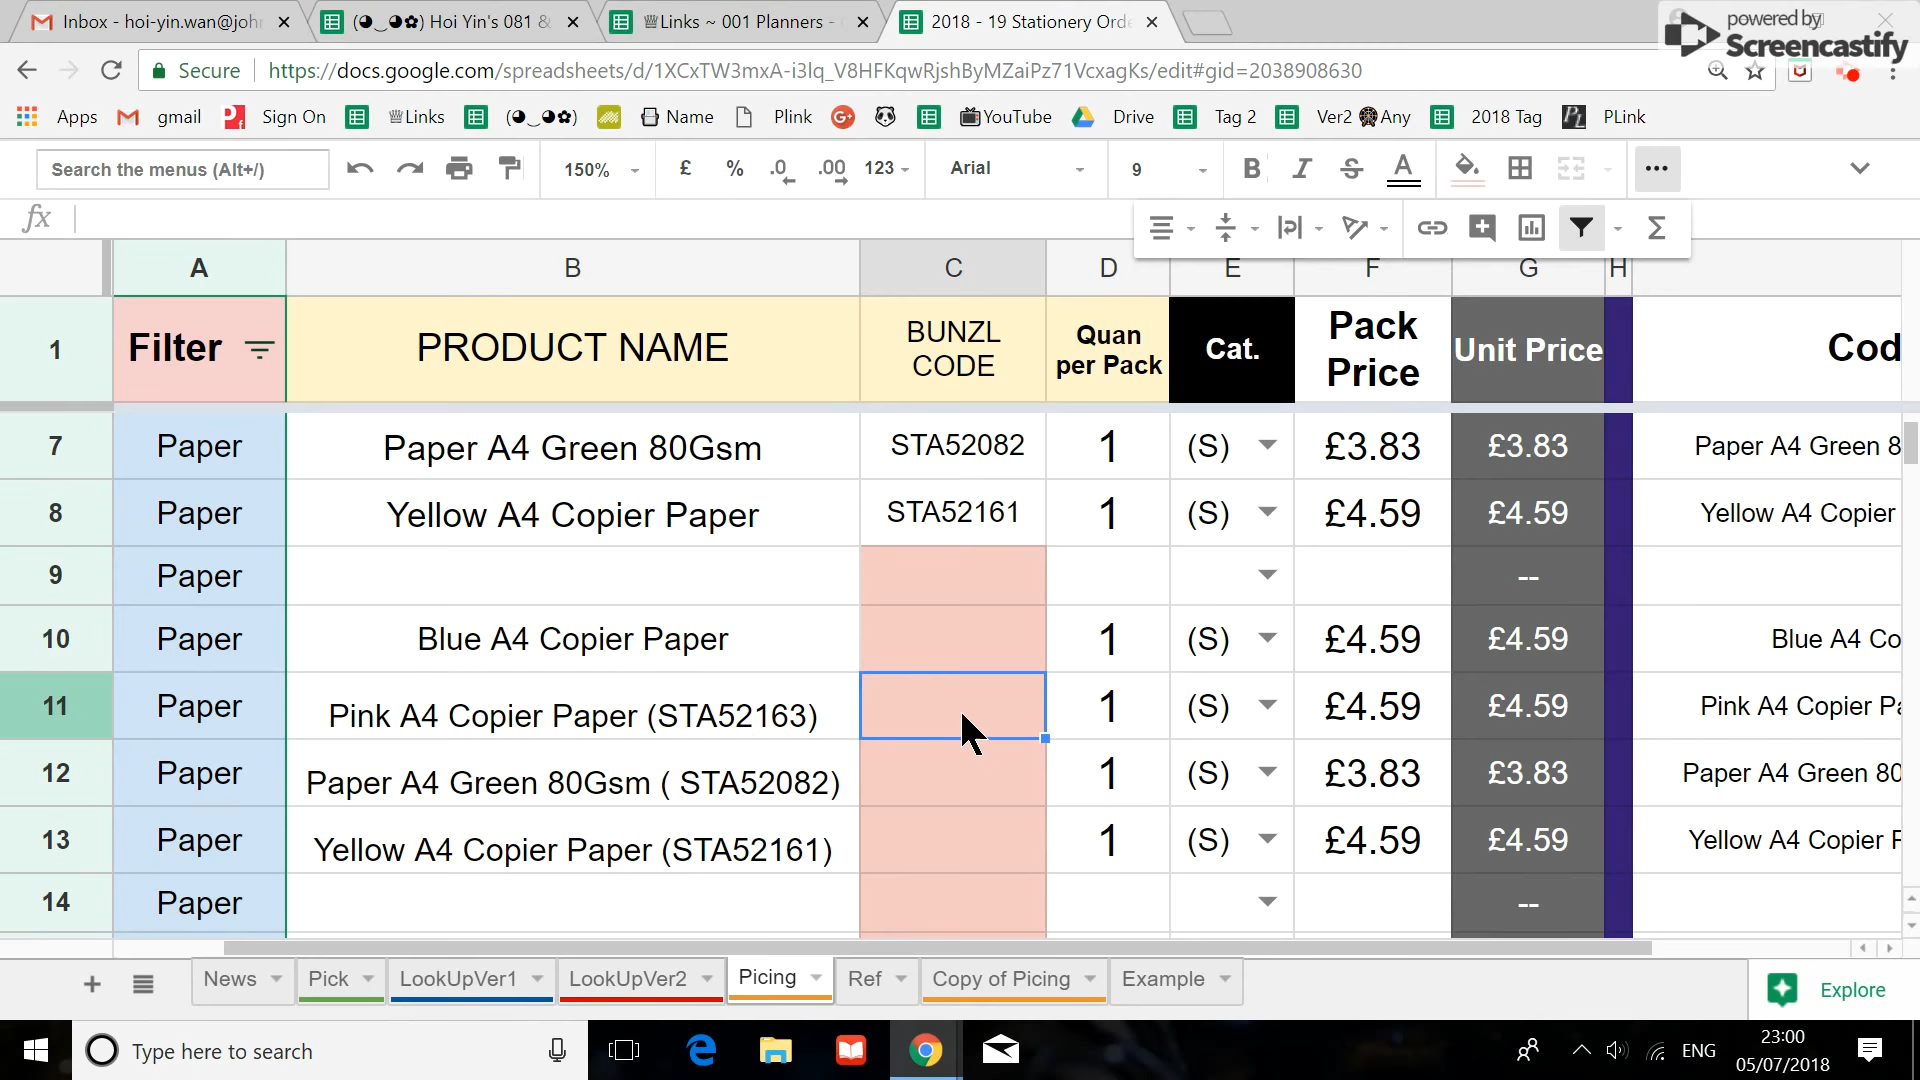 Inbox - hoi-yin.wan@joh
(◕‿◕✿) Hoi Yin's 081 &
♕Links ~ 001 Planners -
2018 - 19 Stationery Orde
powered by
Screencastify
Secure
https://docs.google.com/spreadsheets/d/1XCxTW3mxA-i3lq_V8HFKqwRjshByMZaiPz71VcxagKs/edit#gid=2038908630
Apps gmail Sign On ♕Links (◕‿◕✿) Name Plink YouTube Drive Tag 2 Ver2 Any 2018 Tag PLink
Search the menus (Alt+/) 150% £ % .0 .00 123 Arial 9 B I S A
fx
A B C D E F G H
1 Filter PRODUCT NAME BUNZL CODE Quan per Pack Cat. Pack Price Unit Price Cod
7 Paper Paper A4 Green 80Gsm STA52082 1 (S) £3.83 £3.83 Paper A4 Green 8
8 Paper Yellow A4 Copier Paper STA52161 1 (S) £4.59 £4.59 Yellow A4 Copier
9 Paper --
10 Paper Blue A4 Copier Paper 1 (S) £4.59 £4.59 Blue A4 Co
11 Paper Pink A4 Copier Paper (STA52163) 1 (S) £4.59 £4.59 Pink A4 Copier Pa
12 Paper Paper A4 Green 80Gsm ( STA52082) 1 (S) £3.83 £3.83 Paper A4 Green 80
13 Paper Yellow A4 Copier Paper (STA52161) 1 (S) £4.59 £4.59 Yellow A4 Copier P
14 Paper --
News Pick LookUpVer1 LookUpVer2 Picing Ref Copy of Picing Example
Explore
Type here to search
ENG
23:00
05/07/2018